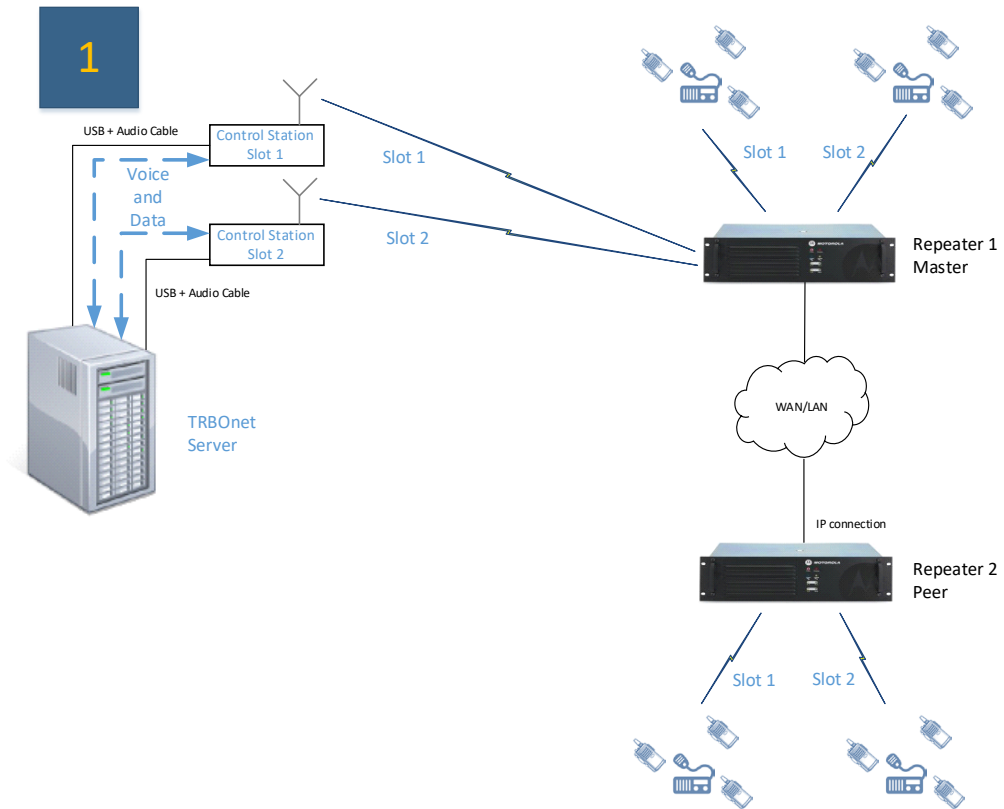 1
USB + Audio Cable
Control Station
Slot 1
Voice
and
Data
Control Station
Slot 2
USB + Audio Cable
TRBOnet
Server
Slot 1
Slot 2
Slot 1
Slot 2
MOTOROLA
Repeater 1
Master
WAN/LAN
IP connection
MOTOROLA
Repeater 2
Peer
Slot 1
Slot 2